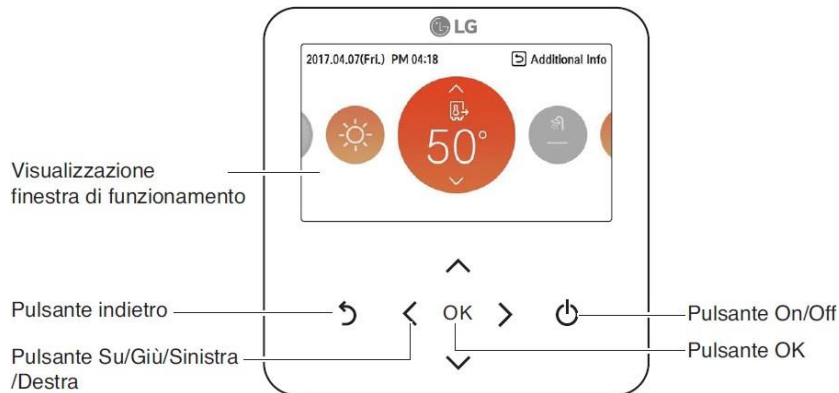 LG
2017.04.07(Fri.) PM 04:18
Additional Info
50°
Visualizzazione
finestra di funzionamento
Pulsante indietro
OK
Pulsante On/Off
Pulsante Su/Giù/Sinistra
/Destra
Pulsante OK